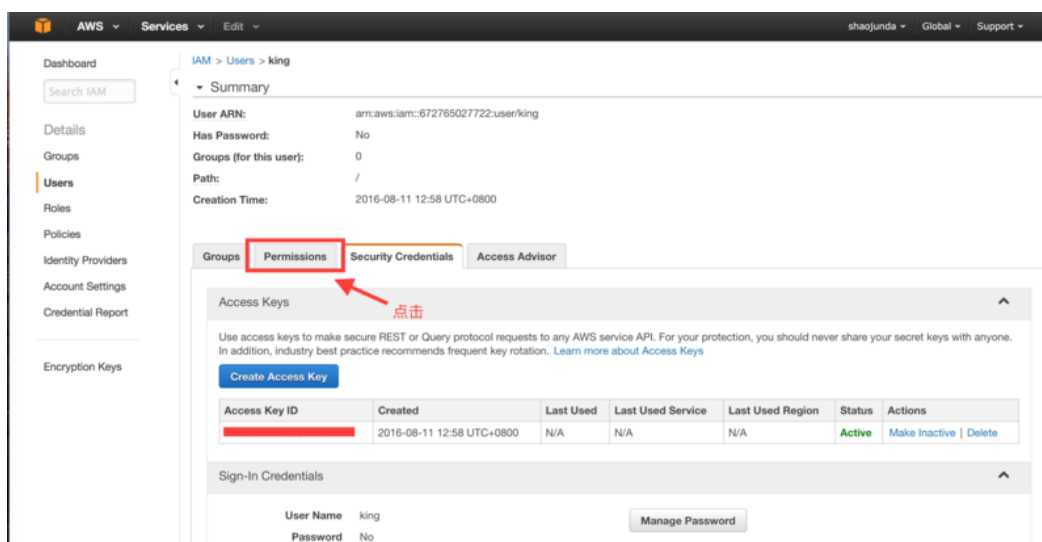 AWS Services Edit shaojunda Global Support
Dashboard
Search IAM
Details
Groups
Users
Roles
Policies
Identity Providers
Account Settings
Credential Report
Encryption Keys
IAM > Users > king
Summary
User ARN: arn:aws:iam::672765027722:user/king
Has Password: No
Groups (for this user): 0
Path: /
Creation Time: 2016-08-11 12:58 UTC+0800
Groups Permissions Security Credentials Access Advisor
点击
Access Keys
Use access keys to make secure REST or Query protocol requests to any AWS service API. For your protection, you should never share your secret keys with anyone.
In addition, industry best practice recommends frequent key rotation. Learn more about Access Keys
Create Access Key
Access Key ID Created Last Used Last Used Service Last Used Region Status Actions
2016-08-11 12:58 UTC+0800 N/A N/A N/A Active Make Inactive | Delete
Sign-In Credentials
User Name king Manage Password
Password No